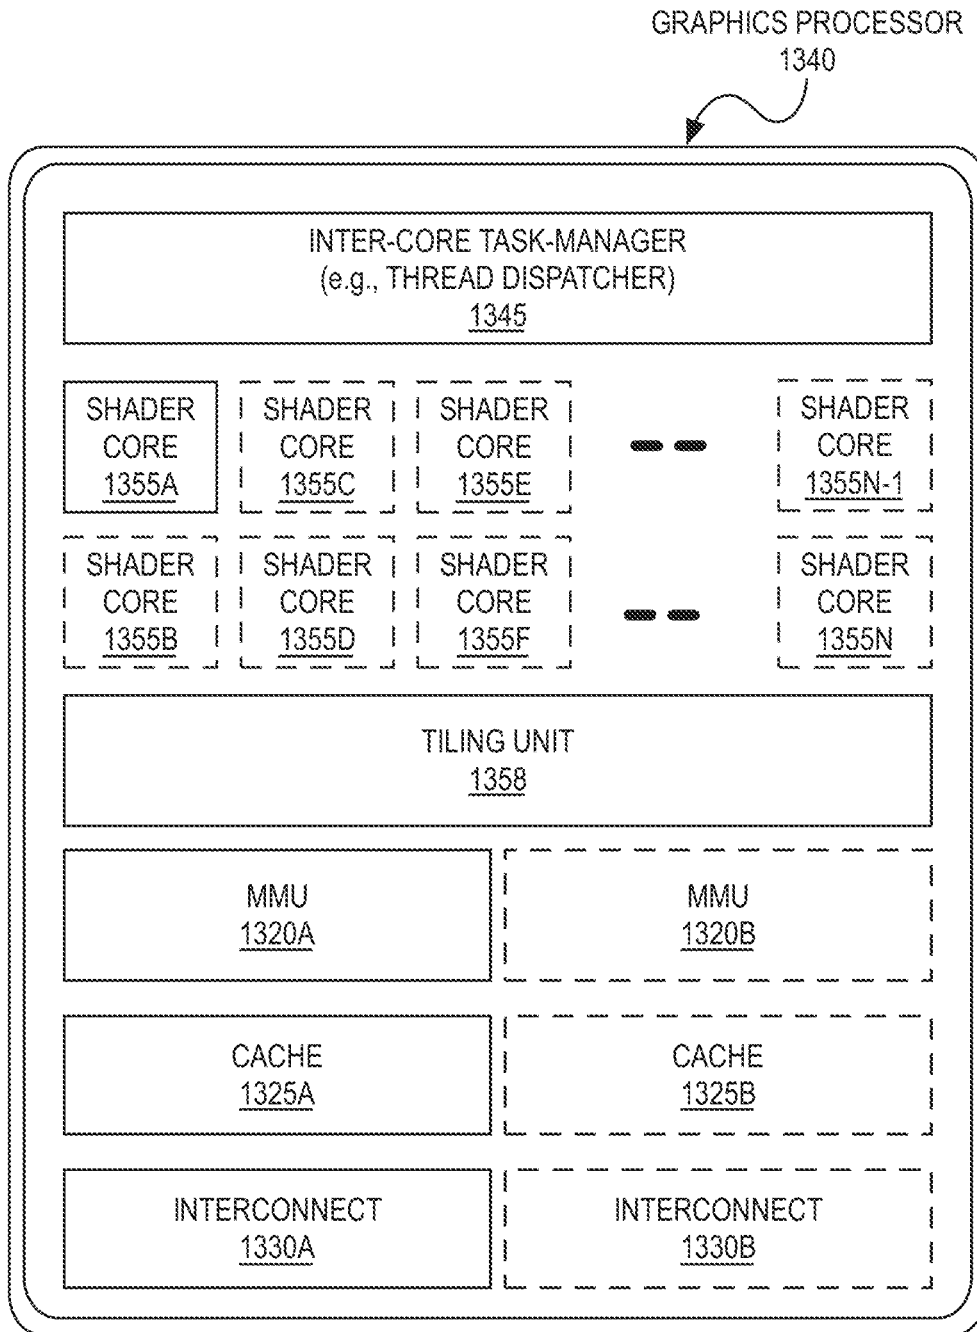 GRAPHICS PROCESSOR
1340
INTER-CORE TASK-MANAGER
(e.g., THREAD DISPATCHER)
1345
SHADER
CORE
1355A
SHADER
CORE
1355C
SHADER
CORE
1355E
SHADER
CORE
1355N-1
SHADER
CORE
1355B
SHADER
CORE
1355D
SHADER
CORE
1355F
SHADER
CORE
1355N
TILING UNIT
1358
MMU
1320A
MMU
1320B
CACHE
1325A
CACHE
1325B
INTERCONNECT
1330A
INTERCONNECT
1330B